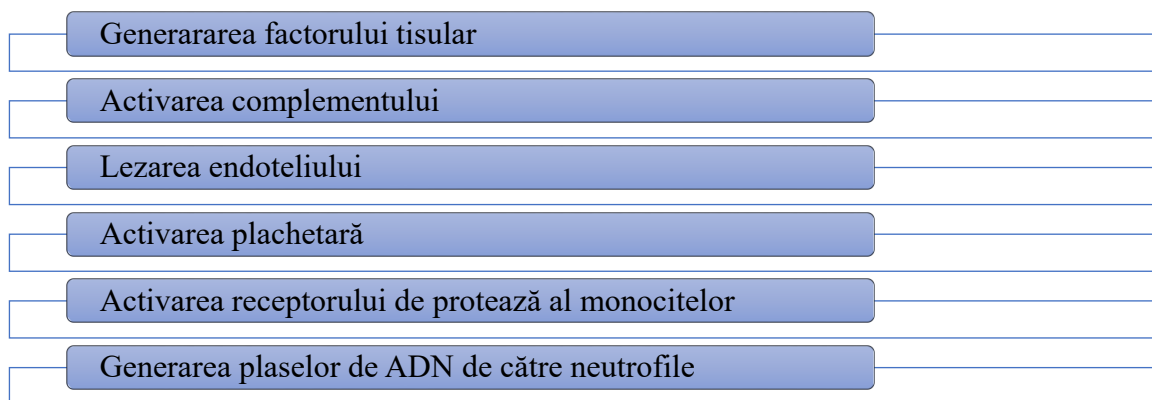 Generararea factorului tisular
Activarea complementului
Lezarea endoteliului
Activarea plachetară
Activarea receptorului de protează al monocitelor
Generarea plaselor de ADN de către neutrofile